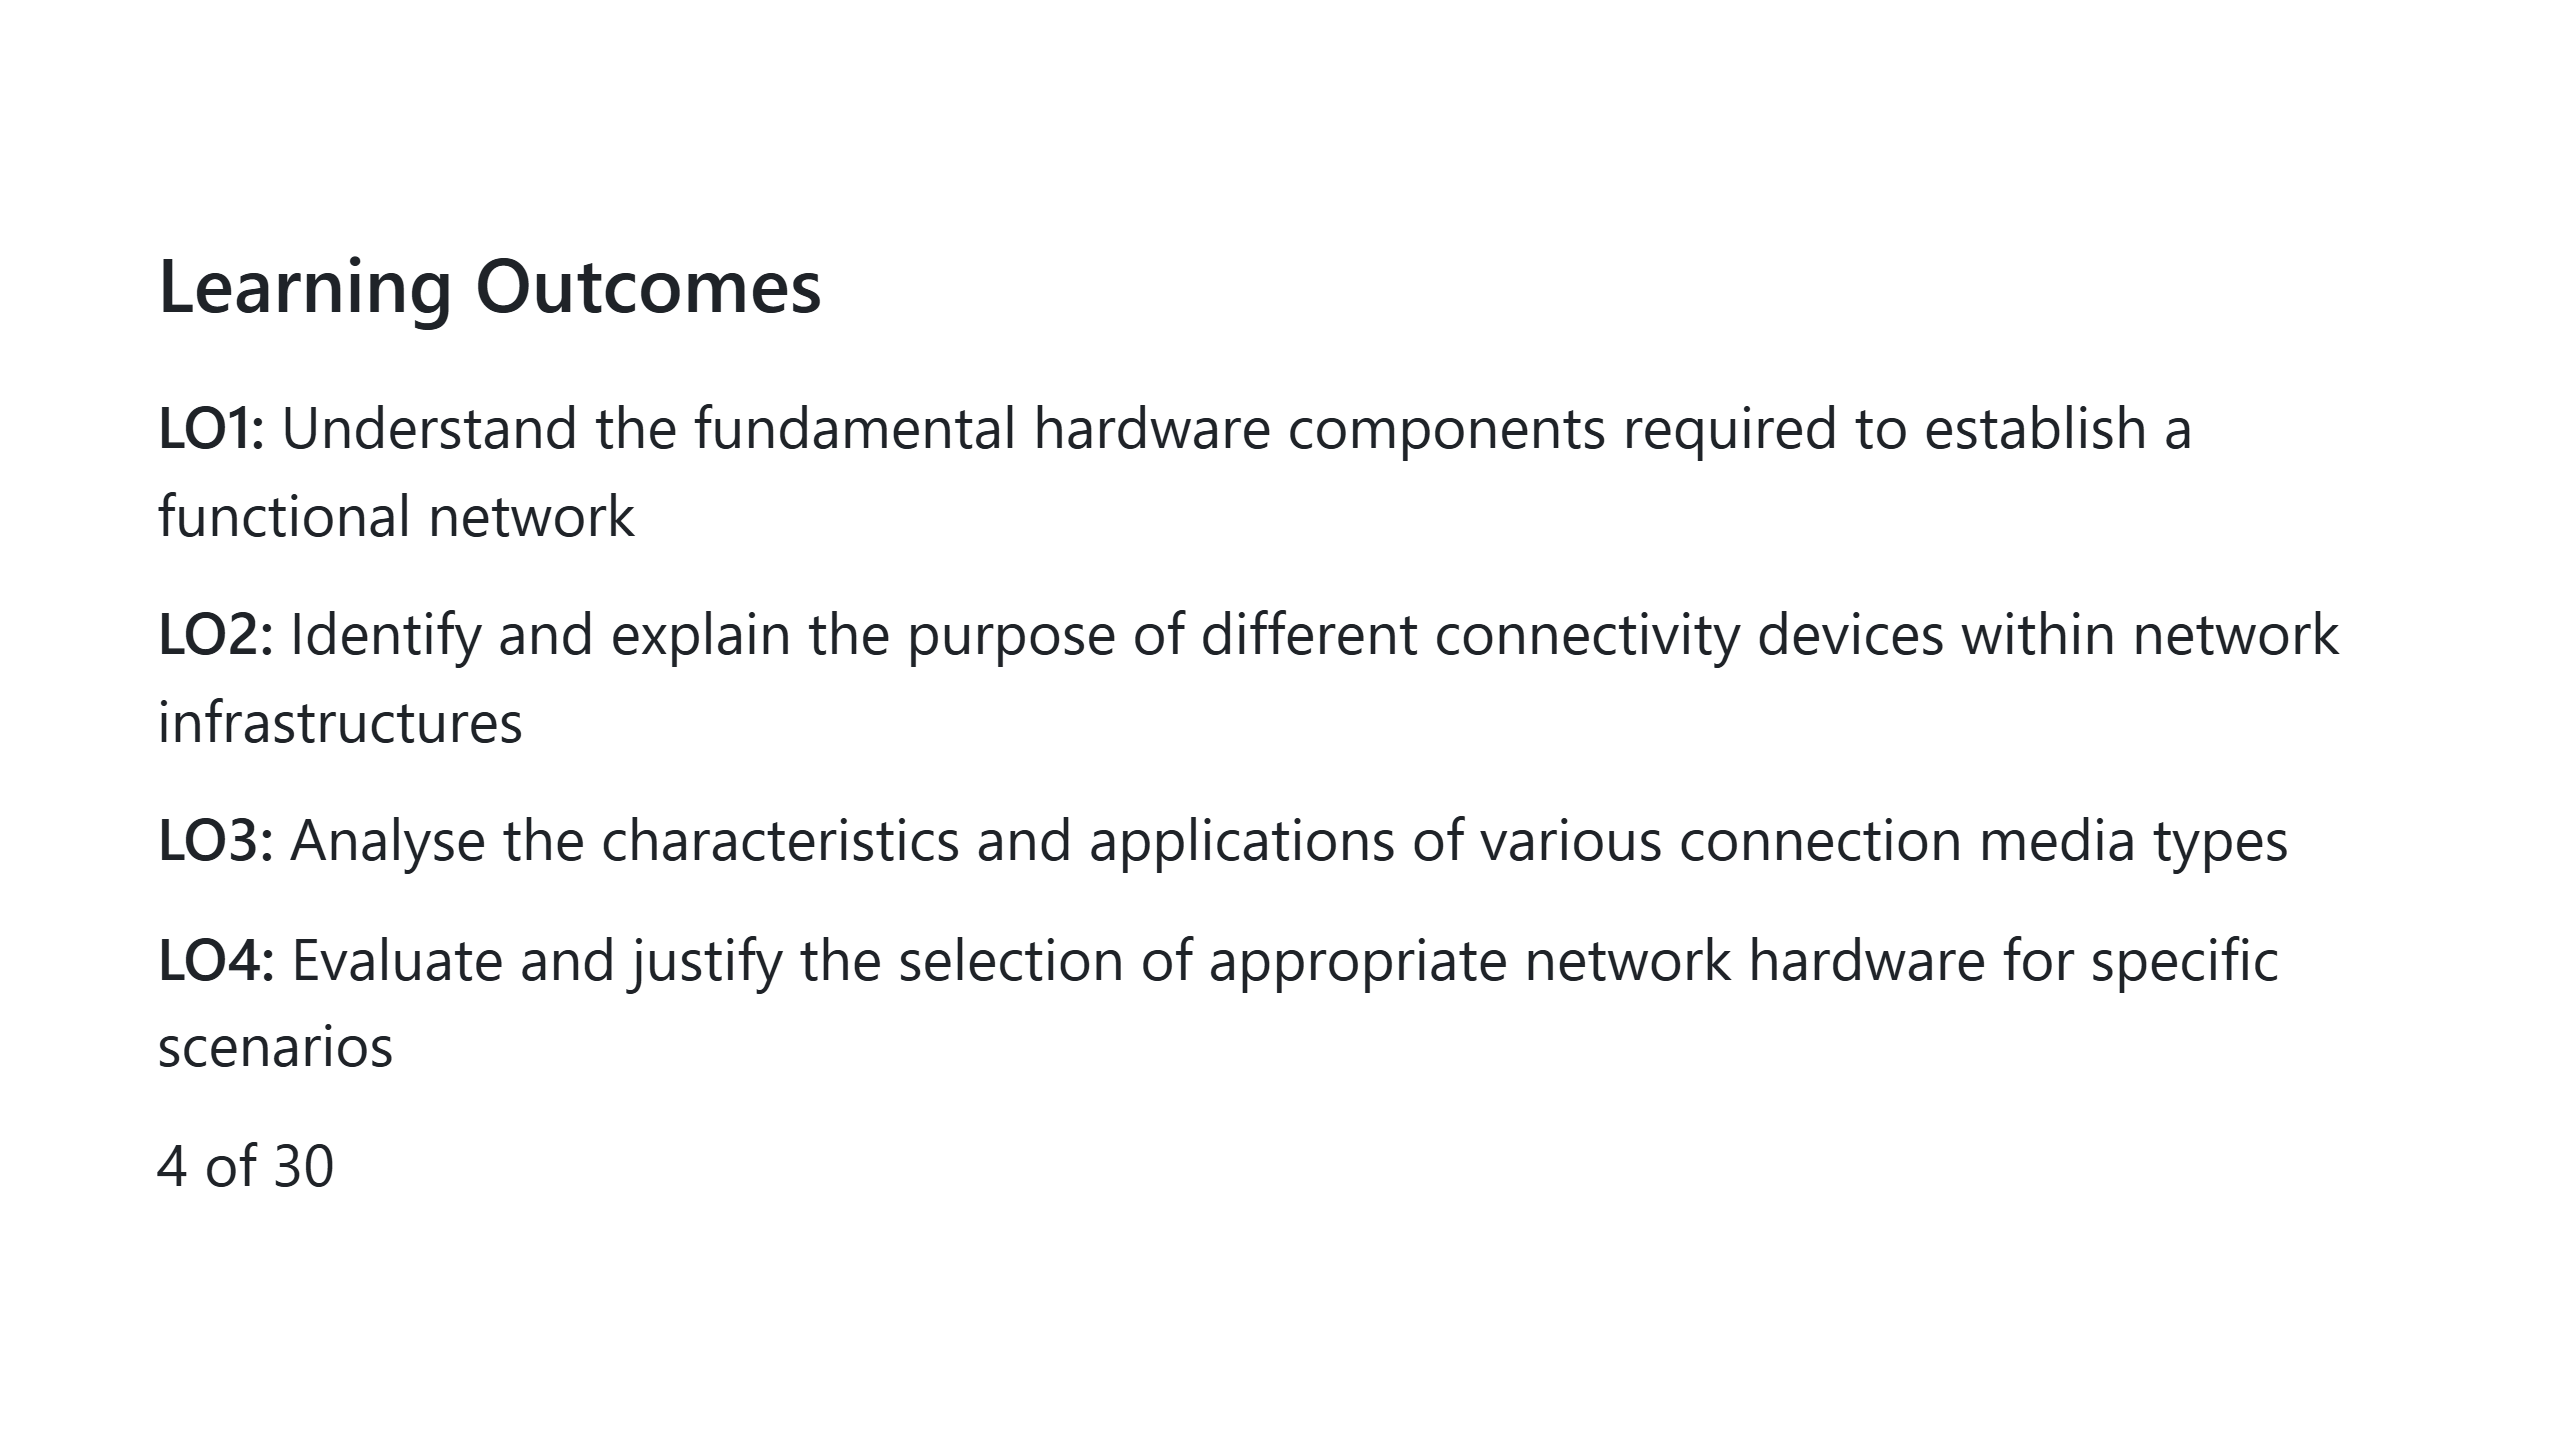 Learning Outcomes
LO1: Understand the fundamental hardware components required to establish a
functional network
LO2: Identify and explain the purpose of different connectivity devices within network
infrastructures
LO3: Analyse the characteristics and applications of various connection media types
LO4: Evaluate and justify the selection of appropriate network hardware for specific
scenarios
4 of 30